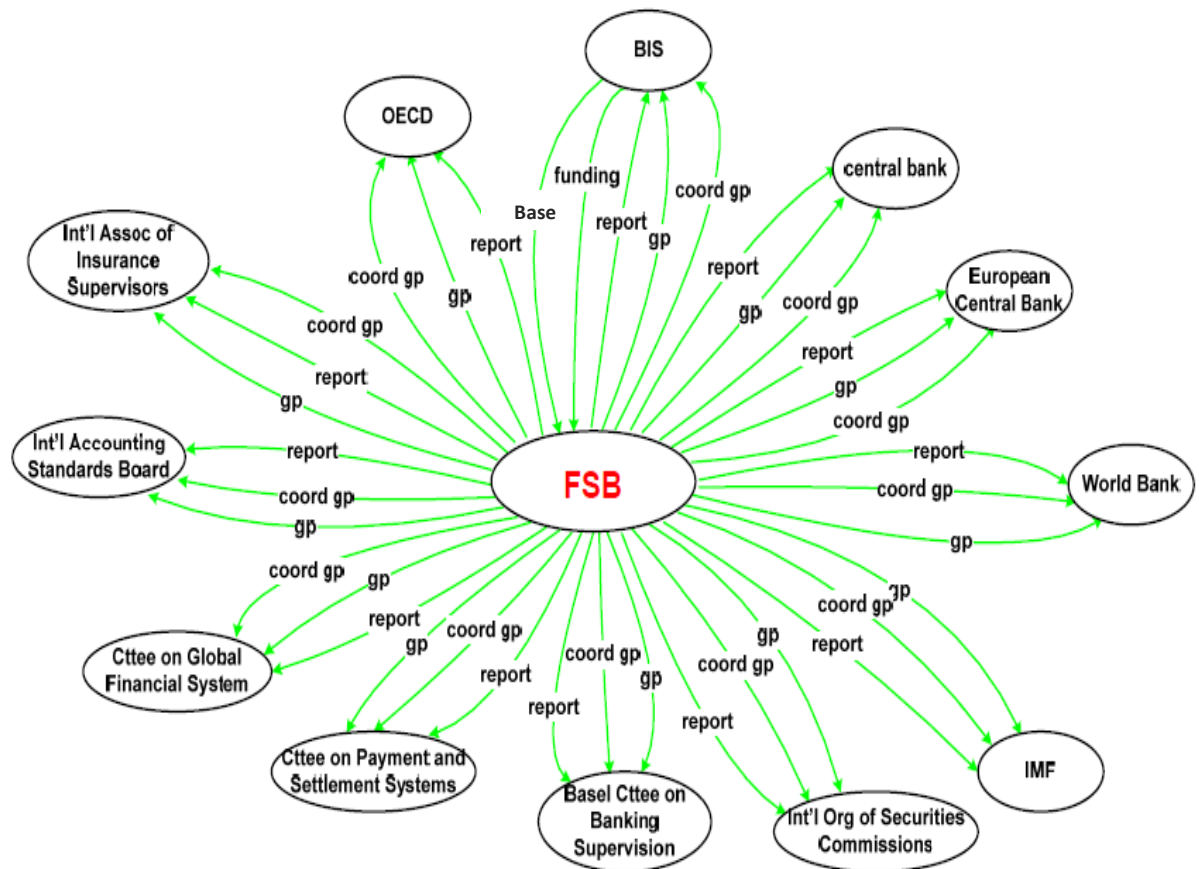 BIS
OECD
central bank
funding
coord gp
Base
report
gp
Int'l Assoc of
Insurance
Supervisors
report
coord gp
gp
report
gp
coord gp
European
Central Bank
coord gp
report
gp
report
gp
coord gp
Int'l Accounting
Standards Board
report
coord gp
gp
FSB
report
coord gp
gp
World Bank
coord gp
gp
report
gp
coord gp
report
report
coord gp
gp
report
coord gp
gp
gp
coord gp
report
Cttee on Global
Financial System
Cttee on Payment and
Settlement Systems
Basel Cttee on
Banking
Supervision
Int'l Org of Securities
Commissions
IMF